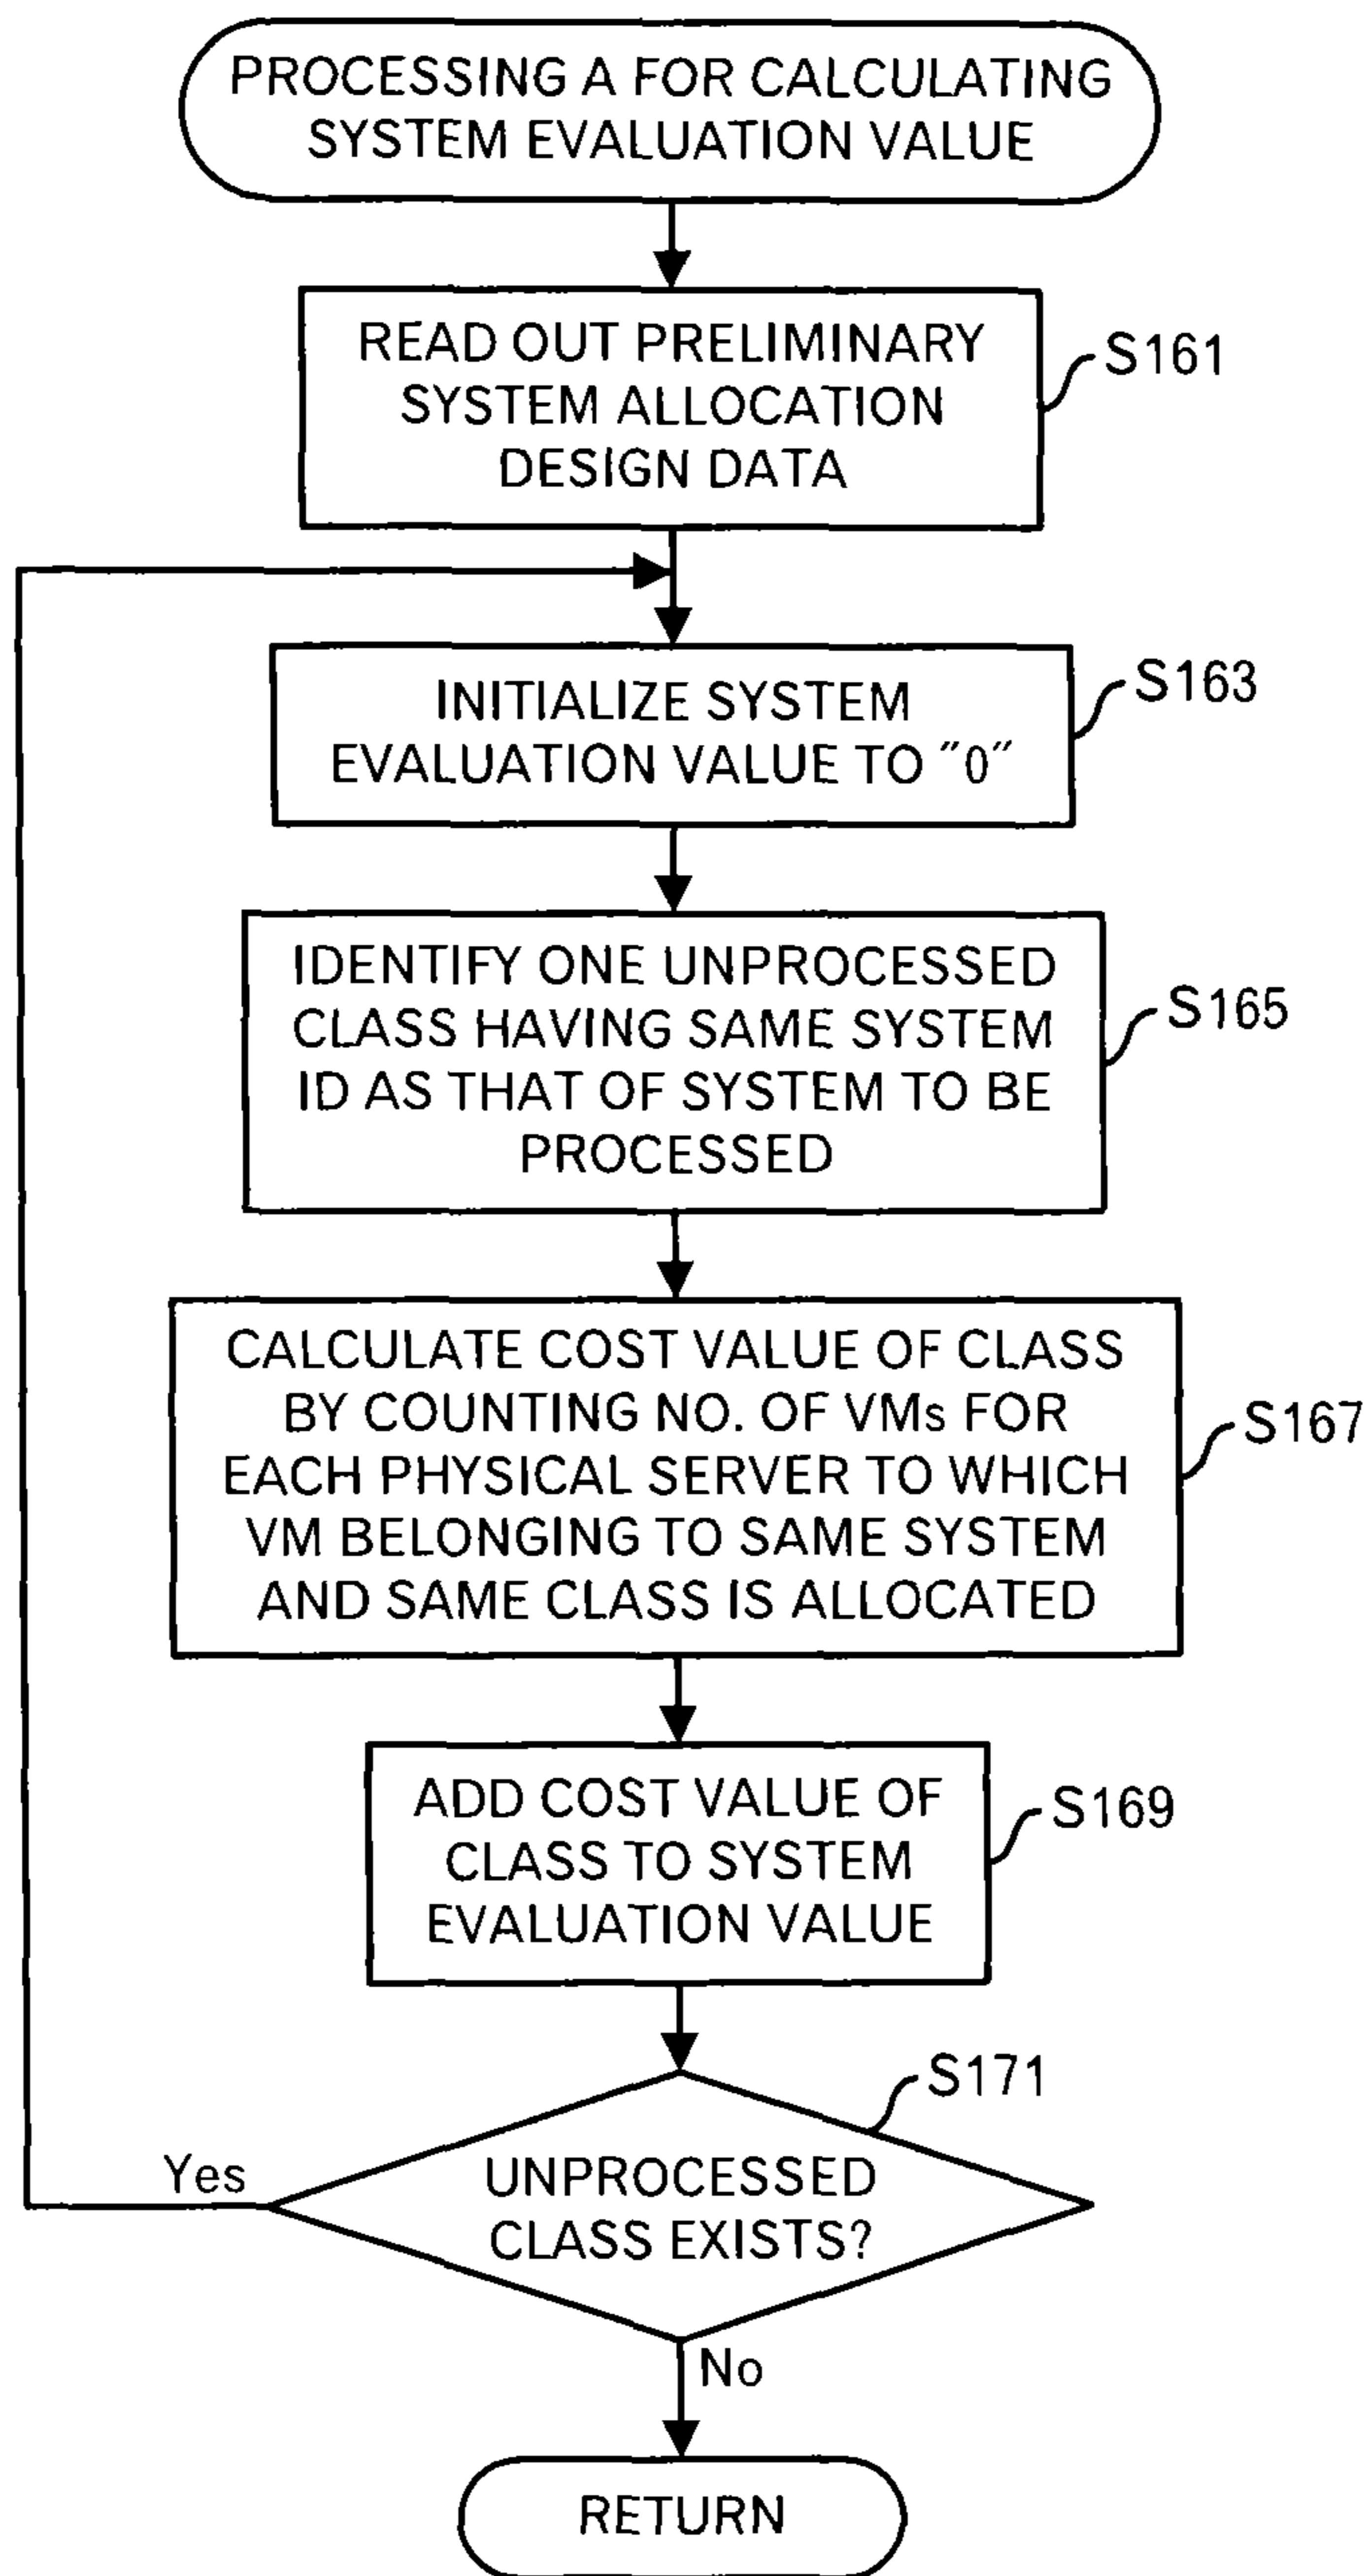 PROCESSING A FOR CALCULATING
SYSTEM EVALUATION VALUE
READ OUT PRELIMINARY
SYSTEM ALLOCATION
DESIGN DATA
S161
INITIALIZE SYSTEM
EVALUATION VALUE TO "0"
S163
IDENTIFY ONE UNPROCESSED
CLASS HAVING SAME SYSTEM
ID AS THAT OF SYSTEM TO BE
PROCESSED
S165
CALCULATE COST VALUE OF CLASS
BY COUNTING NO. OF VMs FOR
EACH PHYSICAL SERVER TO WHICH
VM BELONGING TO SAME SYSTEM
AND SAME CLASS IS ALLOCATED
S167
ADD COST VALUE OF
CLASS TO SYSTEM
EVALUATION VALUE
S169
S171
UNPROCESSED
CLASS EXISTS?
Yes
No
RETURN